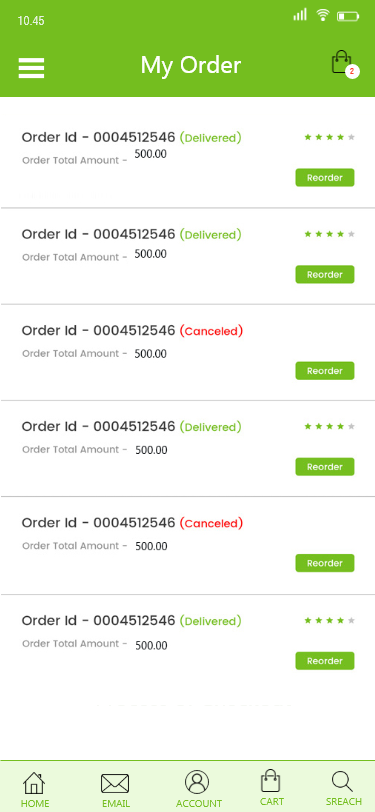 10.45
My Order
2
Order Id - 0004512546 (Delivered)
Order Total Amount - 500.00
Reorder
Order Id - 0004512546 (Delivered)
Order Total Amount - 500.00
Reorder
Order Id - 0004512546 (Canceled)
Order Total Amount - 500.00
Reorder
Order Id - 0004512546 (Delivered)
Order Total Amount - 500.00
Reorder
Order Id - 0004512546 (Canceled)
Order Total Amount - 500.00
Reorder
Order Id - 0004512546 (Delivered)
Order Total Amount - 500.00
Reorder
HOME EMAIL ACCOUNT CART SREACH